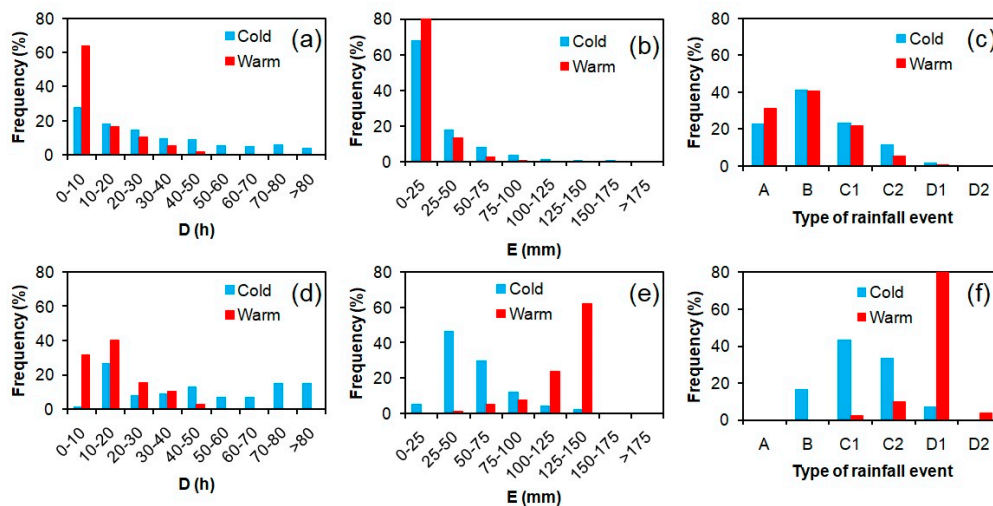 80
60
40
20
0
Frequency (%)
Cold
Warm
(a)
0-10
10-20
20-30
30-40
40-50
50-60
60-70
70-80
>80
D (h)
80
60
40
20
0
Frequency (%)
Cold
Warm
(b)
0-25
25-50
50-75
75-100
100-125
125-150
150-175
>175
E (mm)
80
60
40
20
0
Frequency (%)
Cold
Warm
(c)
A B C1 C2 D1 D2
Type of rainfall event
80
60
40
20
0
Frequency (%)
Cold
Warm
(d)
0-10
10-20
20-30
30-40
40-50
50-60
60-70
70-80
>80
D (h)
80
60
40
20
0
Frequency (%)
Cold
Warm
(e)
0-25
25-50
50-75
75-100
100-125
125-150
150-175
>175
E (mm)
80
60
40
20
0
Frequency (%)
Cold
Warm
(f)
A B C1 C2 D1 D2
Type of rainfall event